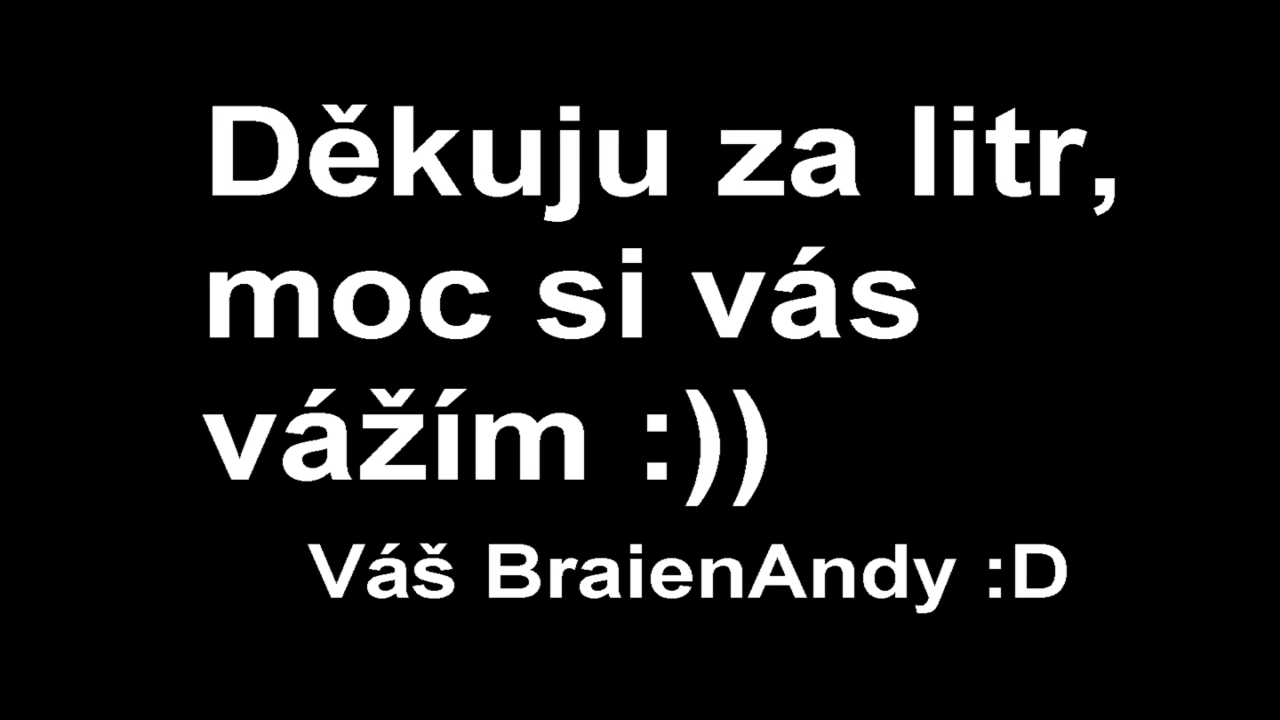 Děkuju za litr,
moc si vás
vážím :))
Váš BraienAndy :D